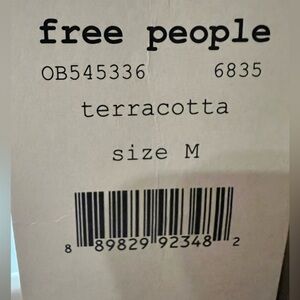 free people
OB545336 6835
terracotta
size M
8 89829 92348 2